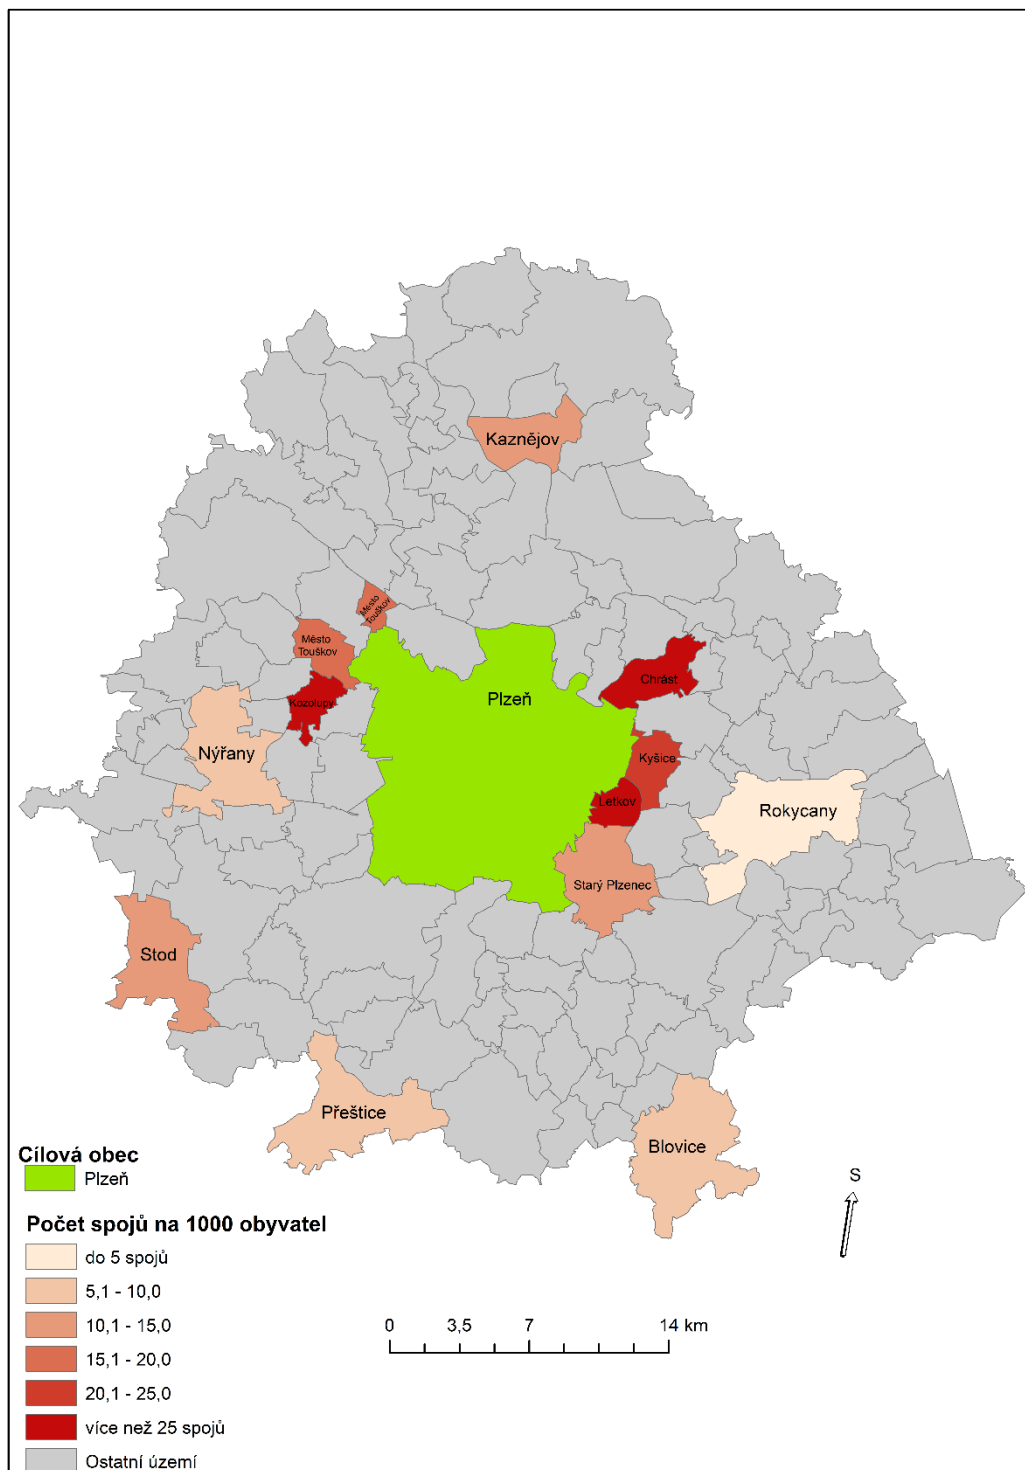 Kaznějov
Město
Touškov
Město
Touškov
Kozolupy
Plzeň
Chrást
Nýřany
Kyšice
Letkov
Rokycany
Starý Plzenec
Stod
Přeštice
Blovice
Cílová obec
Plzeň
S
Počet spojů na 1000 obyvatel
do 5 spojů
5,1 - 10,0
10,1 - 15,0
15,1 - 20,0
20,1 - 25,0
více než 25 spojů
Ostatní území
0 3,5 7 14 km